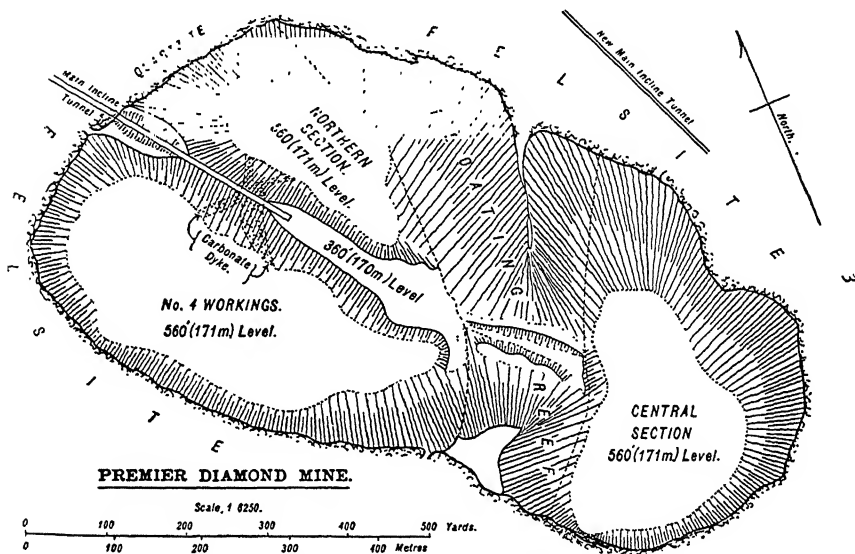 QUARTZITE
FELSITE
New Main Incline Tunnel
North.
Main Incline
Tunnel
NORTHERN
SECTION.
560'(171m) Level.
FELSITE
FLOATING REEF
Carbonate
Dyke.
360'(170m) Level
No. 4 WORKINGS.
560'(171m) Level.
CENTRAL
SECTION
560'(171m) Level.
PREMIER DIAMOND MINE.
Scale, 1 6250.
0 100 200 300 400 500 Yards.
0 100 200 300 400 Metres